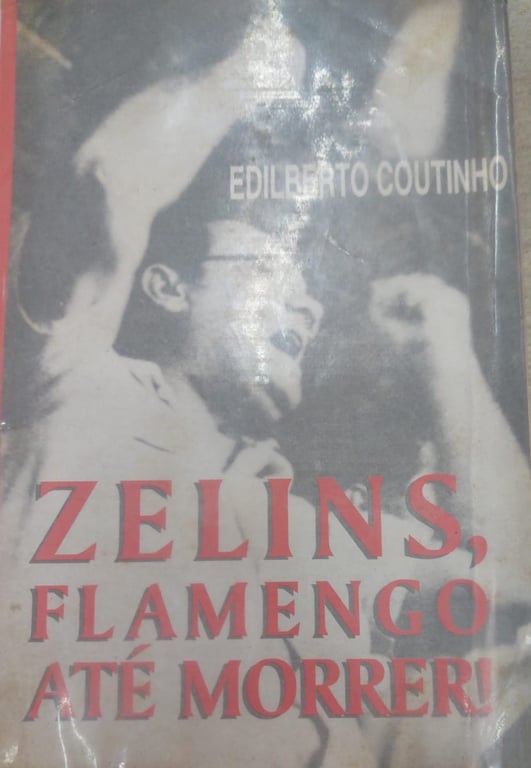 EDILBERTO COUTINHO
ZELINS,
FLAMENGO
ATÉ MORRER!